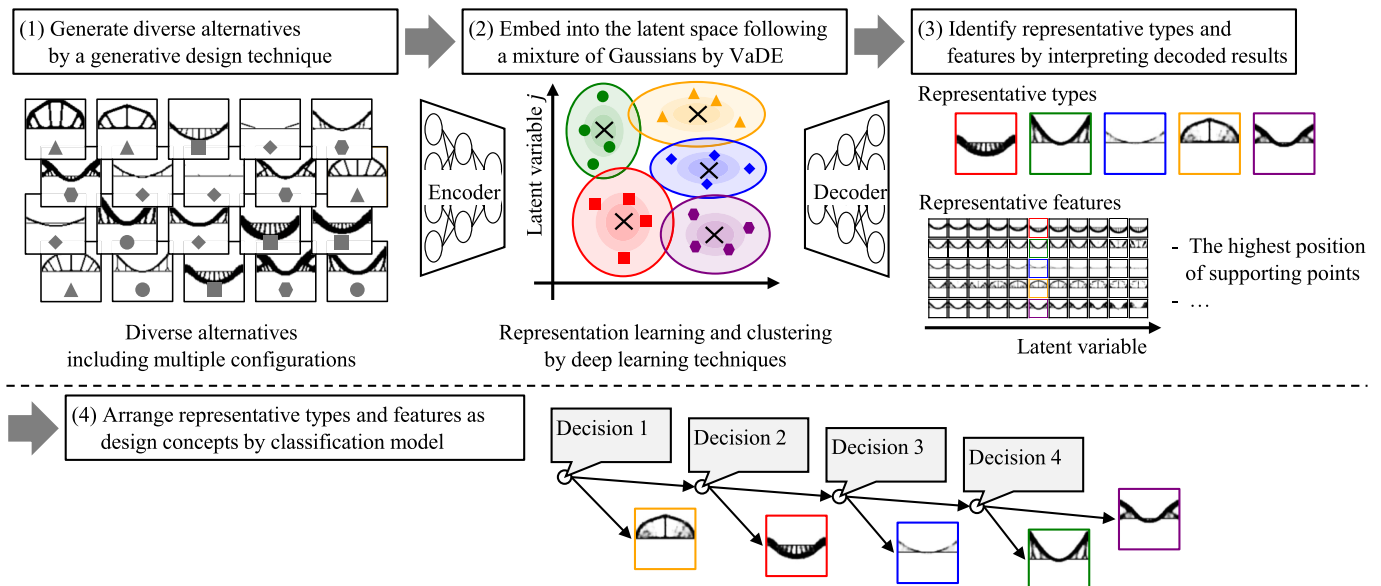 (1) Generate diverse alternatives
by a generative design technique
(2) Embed into the latent space following
a mixture of Gaussians by VaDE
(3) Identify representative types and
features by interpreting decoded results
Encoder
Latent variable j
Latent variable i
Decoder
Representative types
Representative features
- The highest position
of supporting points
- …
Latent variable
Diverse alternatives
including multiple configurations
Representation learning and clustering
by deep learning techniques
(4) Arrange representative types and features as
design concepts by classification model
Decision 1
Decision 2
Decision 3
Decision 4